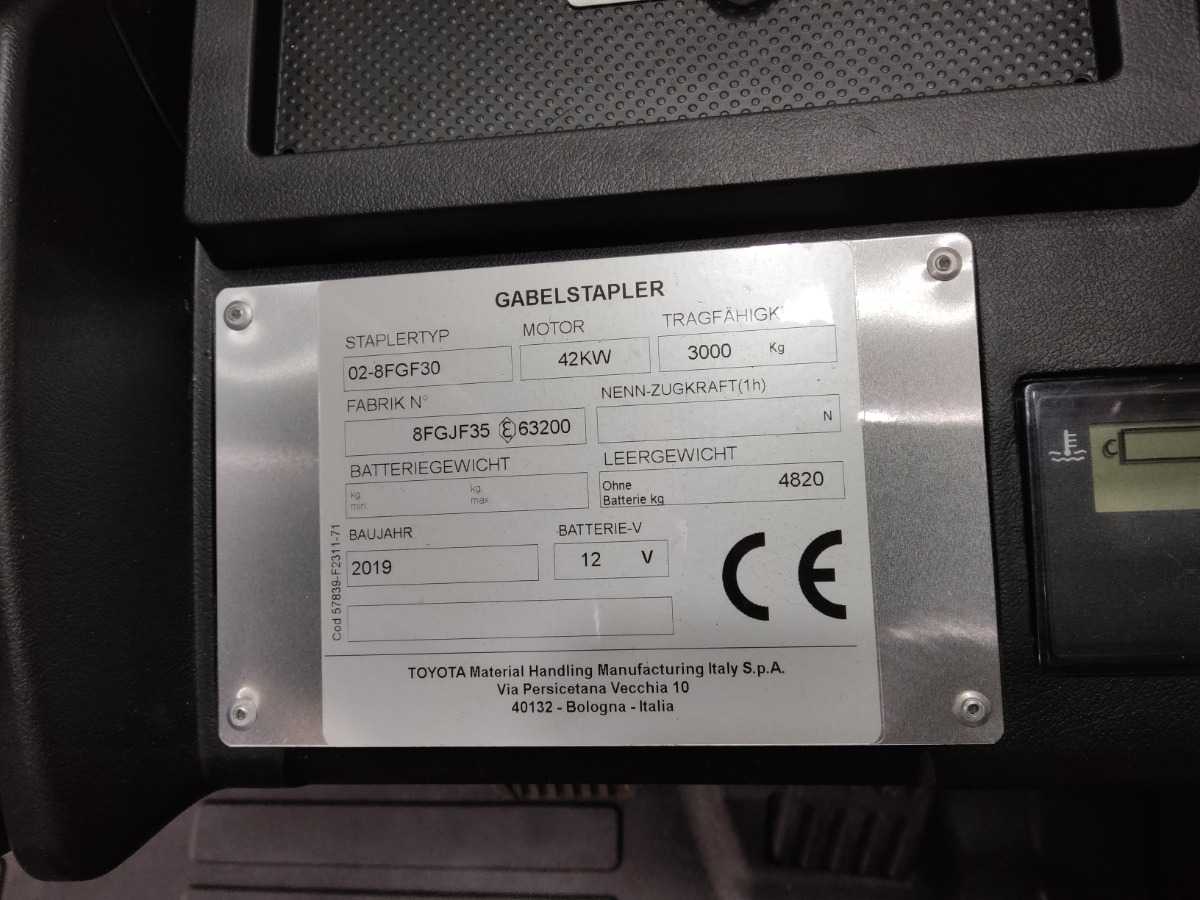 GABELSTAPLER
STAPLERTYP MOTOR TRAGFÄHIGK
02-8FGF30 42KW 3000 Kg
FABRIK N° NENN-ZUGKRAFT(1h)
8FGJF35 63200 N
BATTERIEGEWICHT LEERGEWICHT
kg. min. kg. max. Ohne Batterie kg 4820
BAUJAHR BATTERIE-V
2019 12 V
CE
Cod 57839-F2311-71
TOYOTA Material Handling Manufacturing Italy S.p.A.
Via Persicetana Vecchia 10
40132 - Bologna - Italia
C